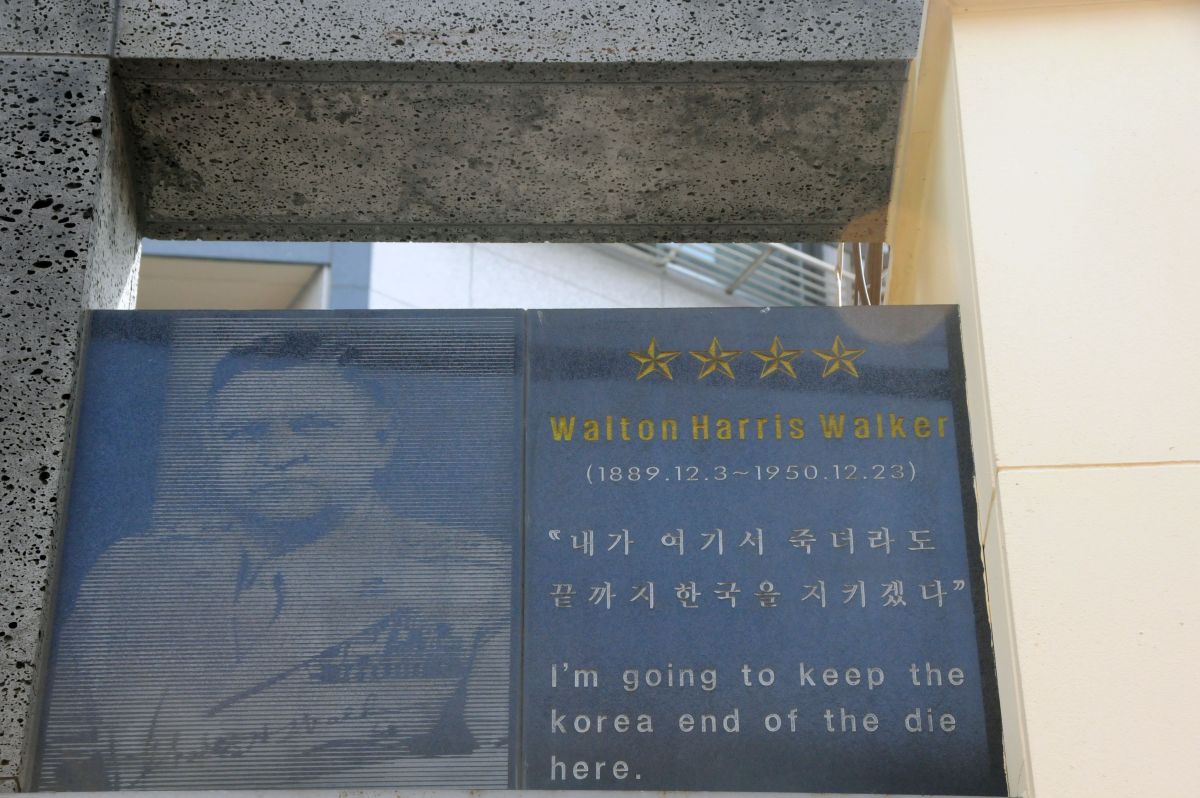 Walton Harris Walker
(1889.12.3~1950.12.23)
“내가 여기서 죽더라도
끝까지 한국을 지키겠다”
I'm going to keep the
korea end of the die
here.